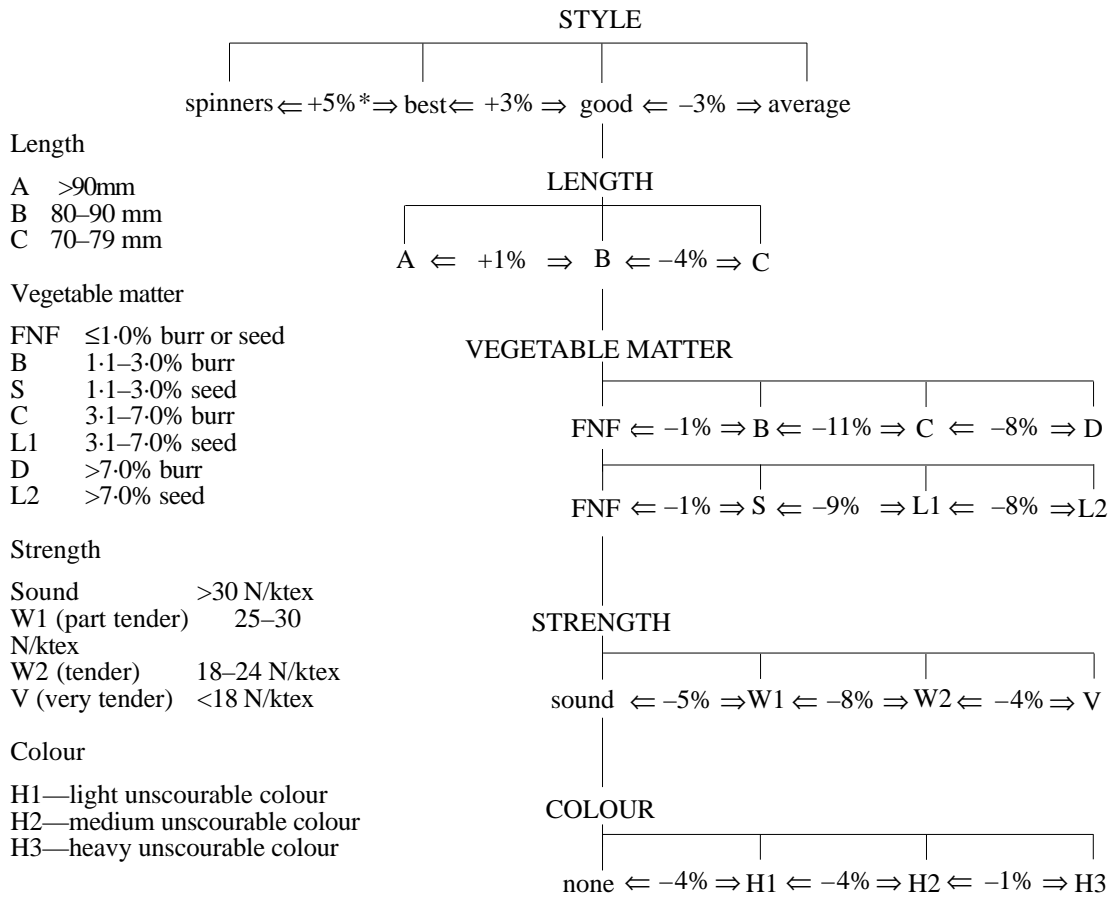 STYLE
spinners ⇐ +5%* ⇒ best ⇐ +3% ⇒ good ⇐ –3% ⇒ average
Length
A >90mm
B 80–90 mm
C 70–79 mm
LENGTH
A ⇐ +1% ⇒ B ⇐ –4% ⇒ C
Vegetable matter
FNF ≤1·0% burr or seed
B 1·1–3·0% burr
S 1·1–3·0% seed
C 3·1–7·0% burr
L1 3·1–7·0% seed
D >7·0% burr
L2 >7·0% seed
VEGETABLE MATTER
FNF ⇐ –1% ⇒ B ⇐ –11% ⇒ C ⇐ –8% ⇒ D
FNF ⇐ –1% ⇒ S ⇐ –9% ⇒ L1 ⇐ –8% ⇒ L2
Strength
Sound >30 N/ktex
W1 (part tender) 25–30
N/ktex
W2 (tender) 18–24 N/ktex
V (very tender) <18 N/ktex
STRENGTH
sound ⇐ –5% ⇒ W1 ⇐ –8% ⇒ W2 ⇐ –4% ⇒ V
Colour
H1—light unscourable colour
H2—medium unscourable colour
H3—heavy unscourable colour
COLOUR
none ⇐ –4% ⇒ H1 ⇐ –4% ⇒ H2 ⇐ –1% ⇒ H3